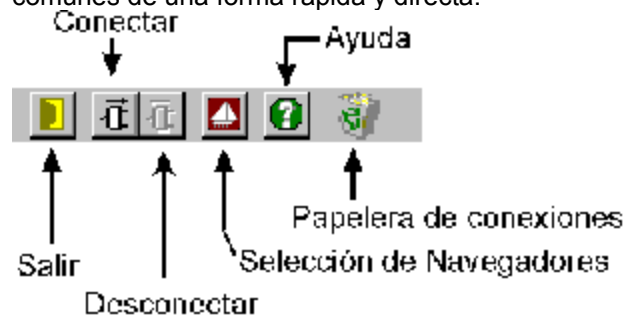 comunes de una forma rápida y directa.
Conectar
Ayuda
Papelera de conexiones
Selección de Navegadores
Salir
Desconectar